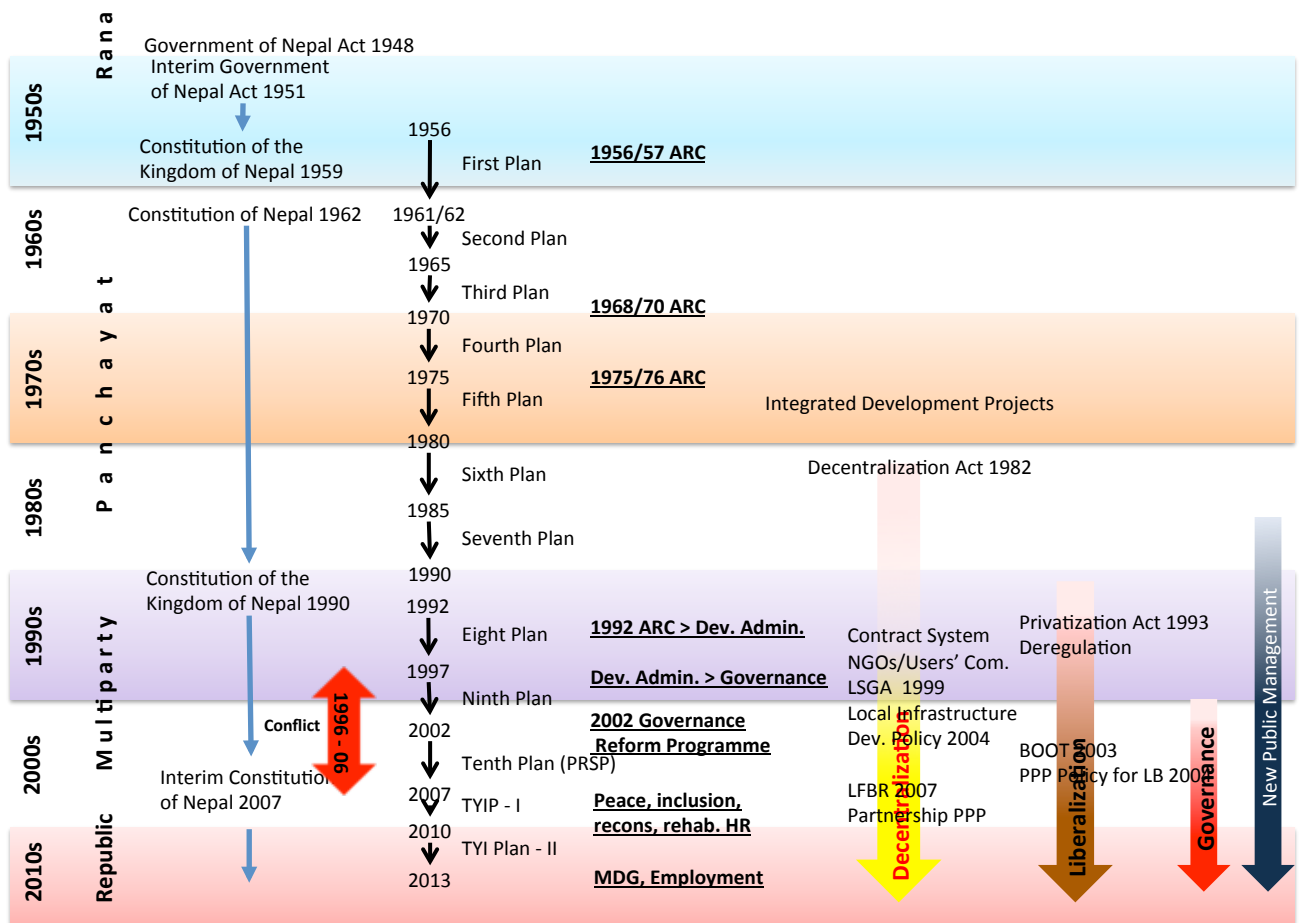 Rana
Government of Nepal Act 1948
Interim Government
of Nepal Act 1951
1950s
Constitution of the
Kingdom of Nepal 1959
1956
First Plan
1956/57 ARC
1960s
Constitution of Nepal 1962
1961/62
Second Plan
1965
Third Plan
1968/70 ARC
Panchayat
1970s
1970
Fourth Plan
1975
1975/76 ARC
Fifth Plan
Integrated Development Projects
1980
1980s
Sixth Plan
Decentralization Act 1982
1985
Seventh Plan
1990
1990s
Constitution of the
Kingdom of Nepal 1990
Multiparty
1992
Eight Plan
1992 ARC > Dev. Admin.
1997
Dev. Admin. > Governance
Ninth Plan
Contract System
NGOs/Users' Com.
LSGA 1999
Local Infrastructure
Dev. Policy 2004
LFBR 2007
Partnership PPP
Privatization Act 1993
Deregulation
BOOT 2003
PPP Policy for LB
Conflict
1996 - 06
2000s
2002
2002 Governance
Reform Programme
Tenth Plan (PRSP)
Interim Constitution
of Nepal 2007
2007
TYIP - I
Peace, inclusion,
recons, rehab. HR
Republic
2010s
2010
TYI Plan - II
2013
MDG, Employment
Decentralization
Liberalization
Governance
New Public Management